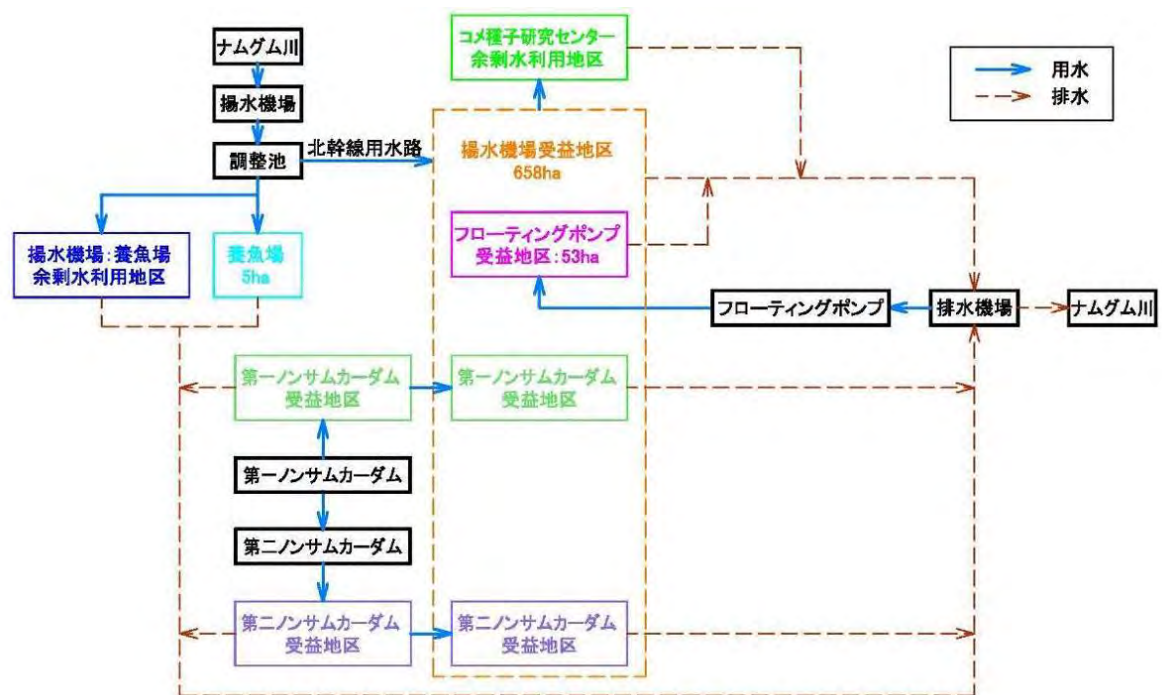 ナムグム川
揚水機場
調整池
北幹線用水路
揚水機場:養魚場
余剰水利用地区
養魚場
5ha
コメ種子研究センター
余剰水利用地区
揚水機場受益地区
658ha
フローティングポンプ
受益地区:53ha
用水
排水
フローティングポンプ
排水機場
ナムグム川
第一ノンサムカーダム
受益地区
第一ノンサムカーダム
受益地区
第一ノンサムカーダム
第二ノンサムカーダム
第二ノンサムカーダム
受益地区
第二ノンサムカーダム
受益地区